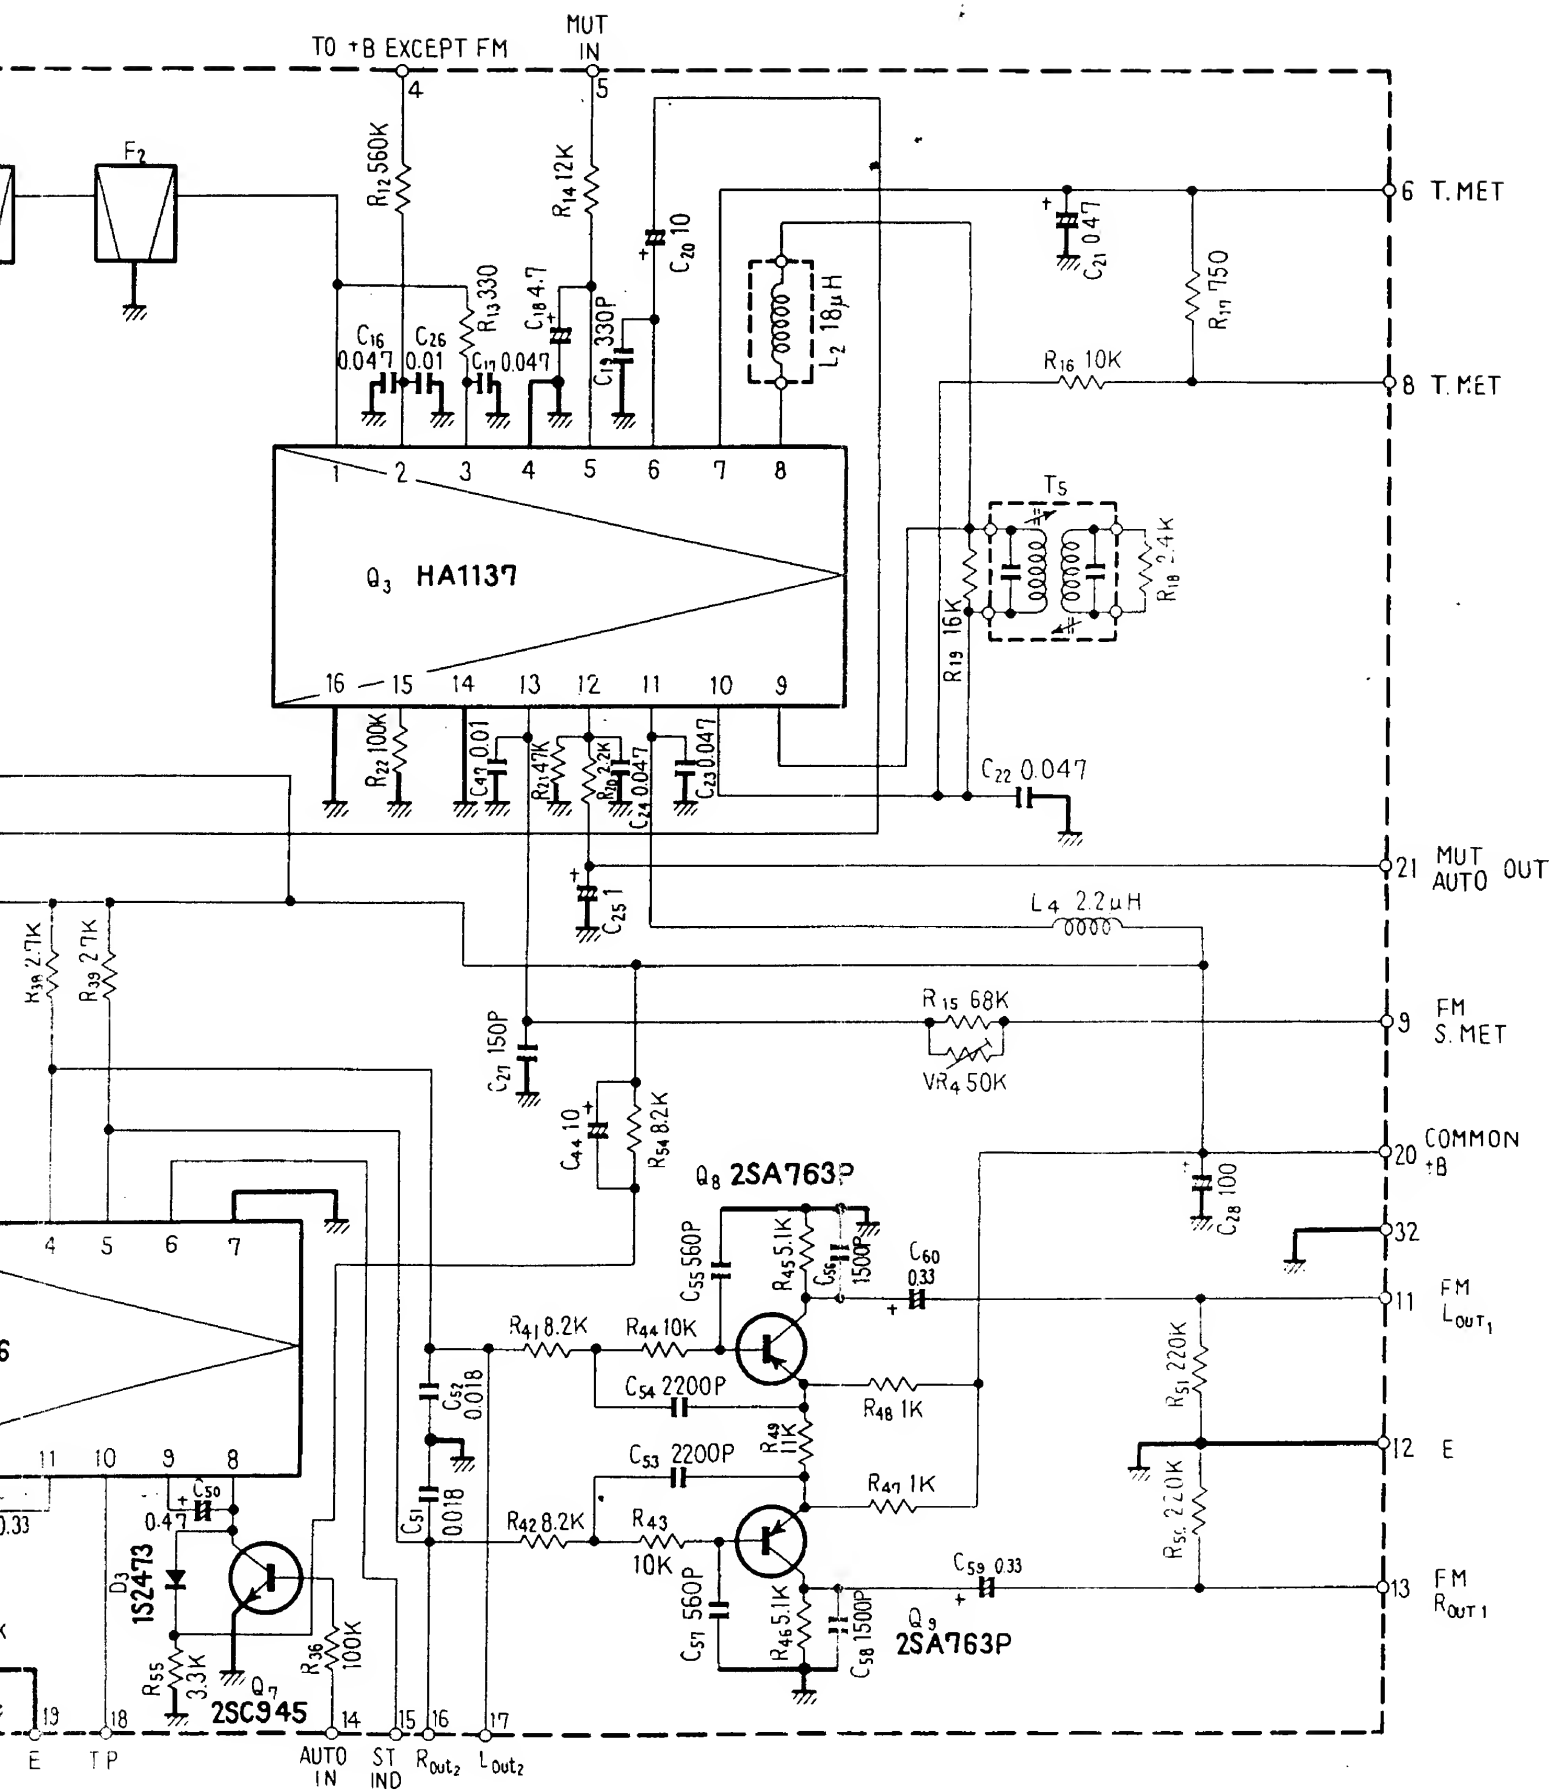 TO +B EXCEPT FM
MUT
IN
4
5
F2
R12 560K
R14 12K
C20 10
+
+
C21 0.47
6 T.MET
R13 330
C18 4.7
+
C19 330P
L2 18μH
R17 750
C16
0.047
C26
0.01
C17 0.047
R16 10K
8 T.MET
1 2 3 4 5 6 7 8
T5
Q3 HA1137
R18 2.4K
R19 16K
16 15 14 13 12 11 10 9
R22 100K
C47 0.01
R21 47K
R20 2.2K
C24 0.047
C23 0.047
C22 0.047
+
C25 1
21 MUT
AUTO OUT
L4 2.2μH
R38 2.7K
R39 2.7K
R15 68K
9 FM
S.MET
VR4 50K
C27 150P
C44 10
+
R54 8.2K
Q8 2SA763P
20 COMMON
+B
+
C28 100
4 5 6 7
32
C55 560P
R45 5.1K
C56
1500P
C60
0.33
+
11 FM
LOUT1
6
R41 8.2K
R44 10K
C52
0.018
C54 2200P
R48 1K
R51 220K
R49
11K
12 E
C53 2200P
11 10 9 8
R47 1K
C50
+
0.47
0.33
C51
0.018
R42 8.2K
R43
10K
220K
D3
1S2473
C59 0.33
+
13 FM
ROUT1
C57 560P
R46 5.1K
C58 1500P
Q9
2SA763P
K
R55
3.3K
R36
100K
Q7
2SC945
19 18 14 15 16 17
E
TP
AUTO
IN
ST
IND
ROut2
LOut2